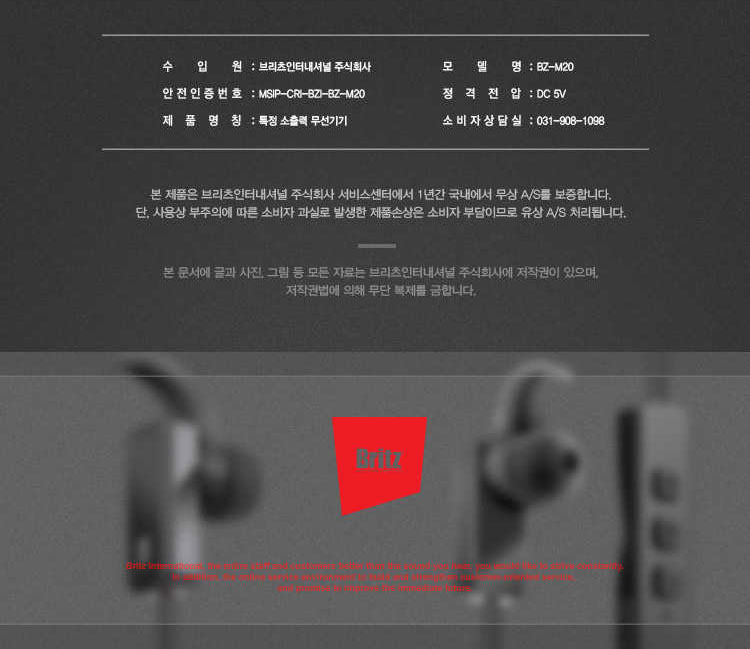 수 입 원 : 브리츠인터내셔널 주식회사 모 델 명 : BZ-M20
안전인증번호 : MSIP-CRI-BZI-BZ-M20 정 격 전 압 : DC 5V
제 품 명 칭 : 특정 소출력 무선기기 소비자상담실 : 031-908-1098
본 제품은 브리츠인터내셔널 주식회사 서비스센터에서 1년간 국내에서 무상 A/S를 보증합니다.
단, 사용상 부주의에 따른 소비자 과실로 발생한 제품손상은 소비자 부담이므로 유상 A/S 처리됩니다.
본 문서에 글과 사진, 그림 등 모든 자료는 브리츠인터내셔널 주식회사에 저작권이 있으며,
저작권법에 의해 무단 복제를 금합니다.
Britz
Britz International